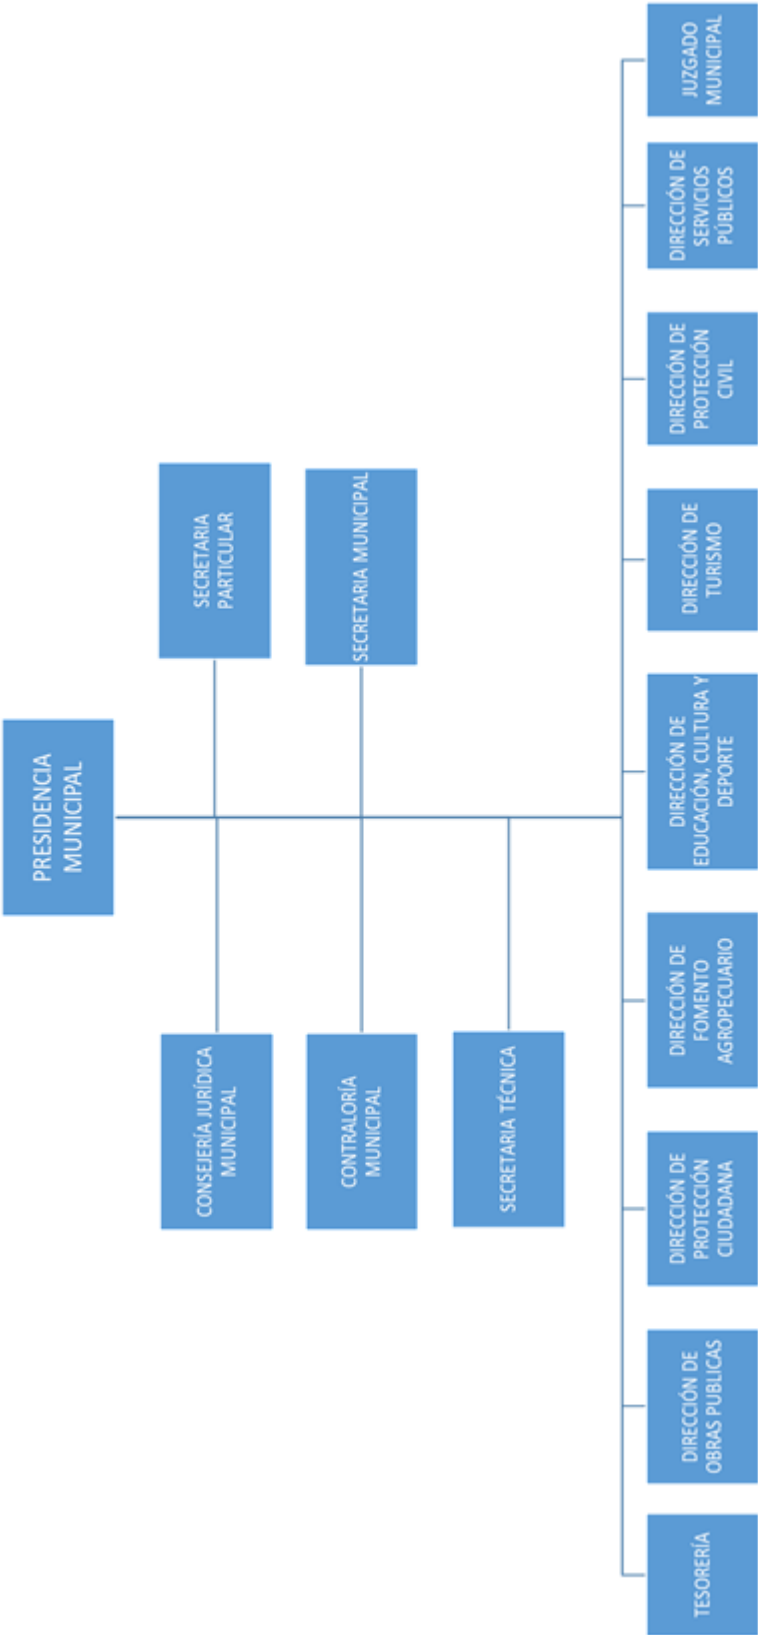 PRESIDENCIA
MUNICIPAL
CONSEJERÍA JURÍDICA
MUNICIPAL
SECRETARIA
PARTICULAR
CONTRALORÍA
MUNICIPAL
SECRETARIA MUNICIPAL
SECRETARIA TÉCNICA
TESORERÍA
DIRECCIÓN DE
OBRAS PUBLICAS
DIRECCIÓN DE
PROTECCIÓN
CIUDADANA
DIRECCIÓN DE
FOMENTO
AGROPECUARIO
DIRECCIÓN DE
EDUCACIÓN, CULTURA Y
DEPORTE
DIRECCIÓN DE
TURISMO
DIRECCIÓN DE
PROTECCIÓN
CIVIL
DIRECCIÓN DE
SERVICIOS
PÚBLICOS
JUZGADO
MUNICIPAL